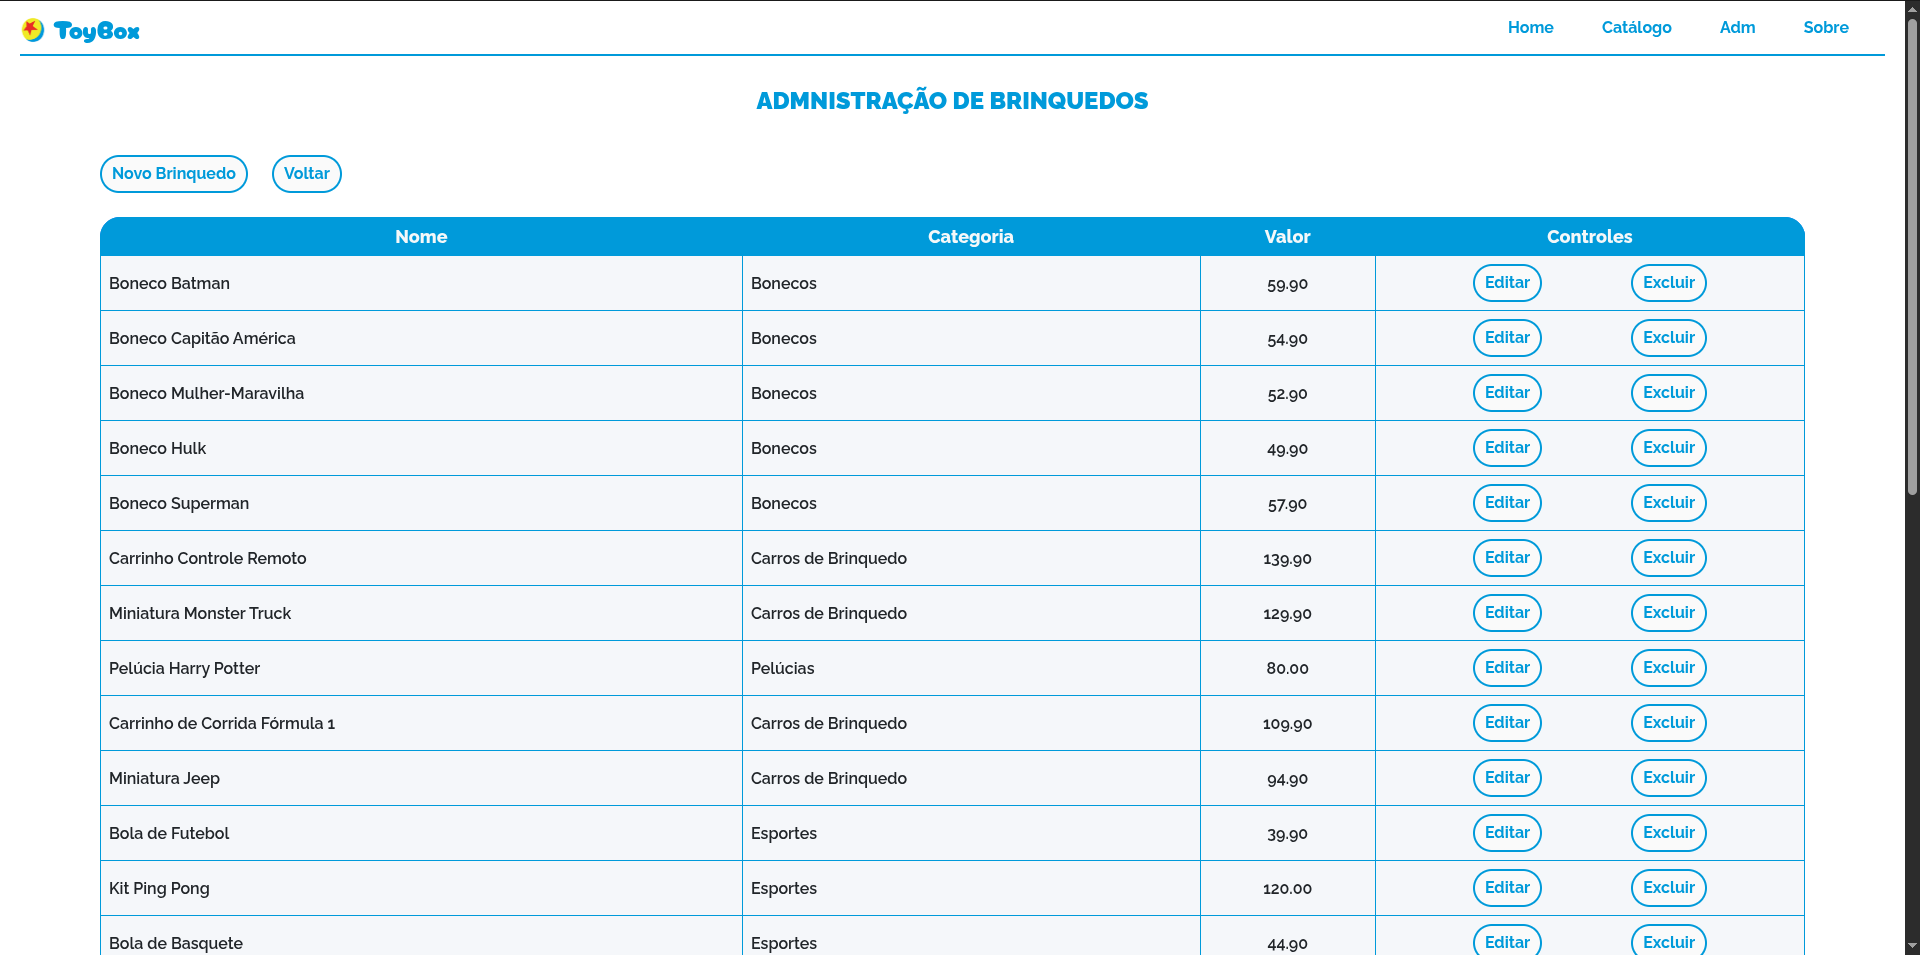 ToyBox
Home Catálogo Adm Sobre
ADMNISTRAÇÃO DE BRINQUEDOS
Novo Brinquedo Voltar
Nome Categoria Valor Controles
Boneco Batman Bonecos 59.90 Editar Excluir
Boneco Capitão América Bonecos 54.90 Editar Excluir
Boneco Mulher-Maravilha Bonecos 52.90 Editar Excluir
Boneco Hulk Bonecos 49.90 Editar Excluir
Boneco Superman Bonecos 57.90 Editar Excluir
Carrinho Controle Remoto Carros de Brinquedo 139.90 Editar Excluir
Miniatura Monster Truck Carros de Brinquedo 129.90 Editar Excluir
Pelúcia Harry Potter Pelúcias 80.00 Editar Excluir
Carrinho de Corrida Fórmula 1 Carros de Brinquedo 109.90 Editar Excluir
Miniatura Jeep Carros de Brinquedo 94.90 Editar Excluir
Bola de Futebol Esportes 39.90 Editar Excluir
Kit Ping Pong Esportes 120.00 Editar Excluir
Bola de Basquete Esportes 44.90 Editar Excluir